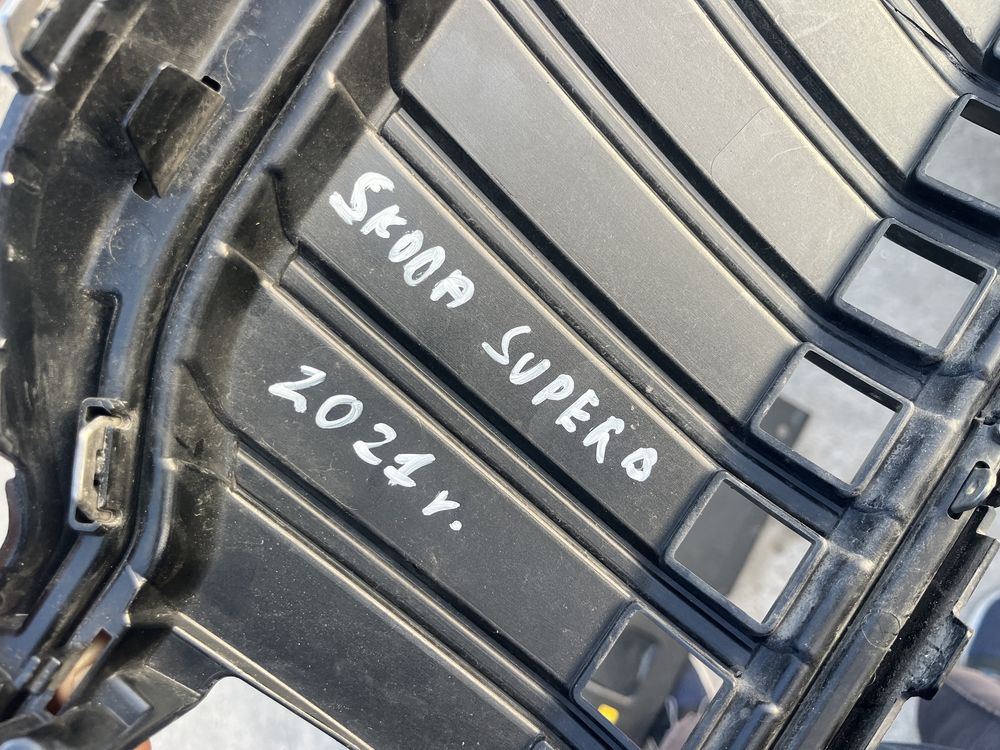 SKODA SUPERB
2021 r.